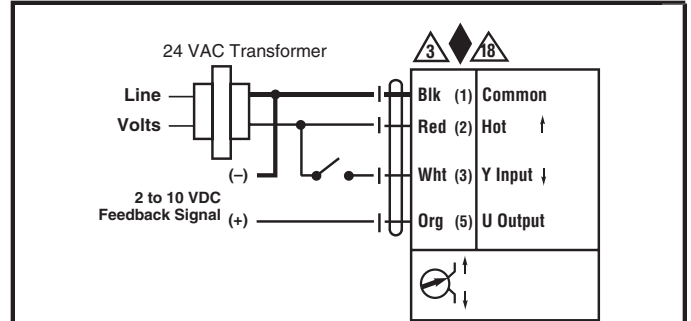 24 VAC Transformer
3 18
Line
Volts
Blk (1) Common
Red (2) Hot ↑
(–)
Wht (3) Y Input ↓
2 to 10 VDC
Feedback Signal (+)
Org (5) U Output